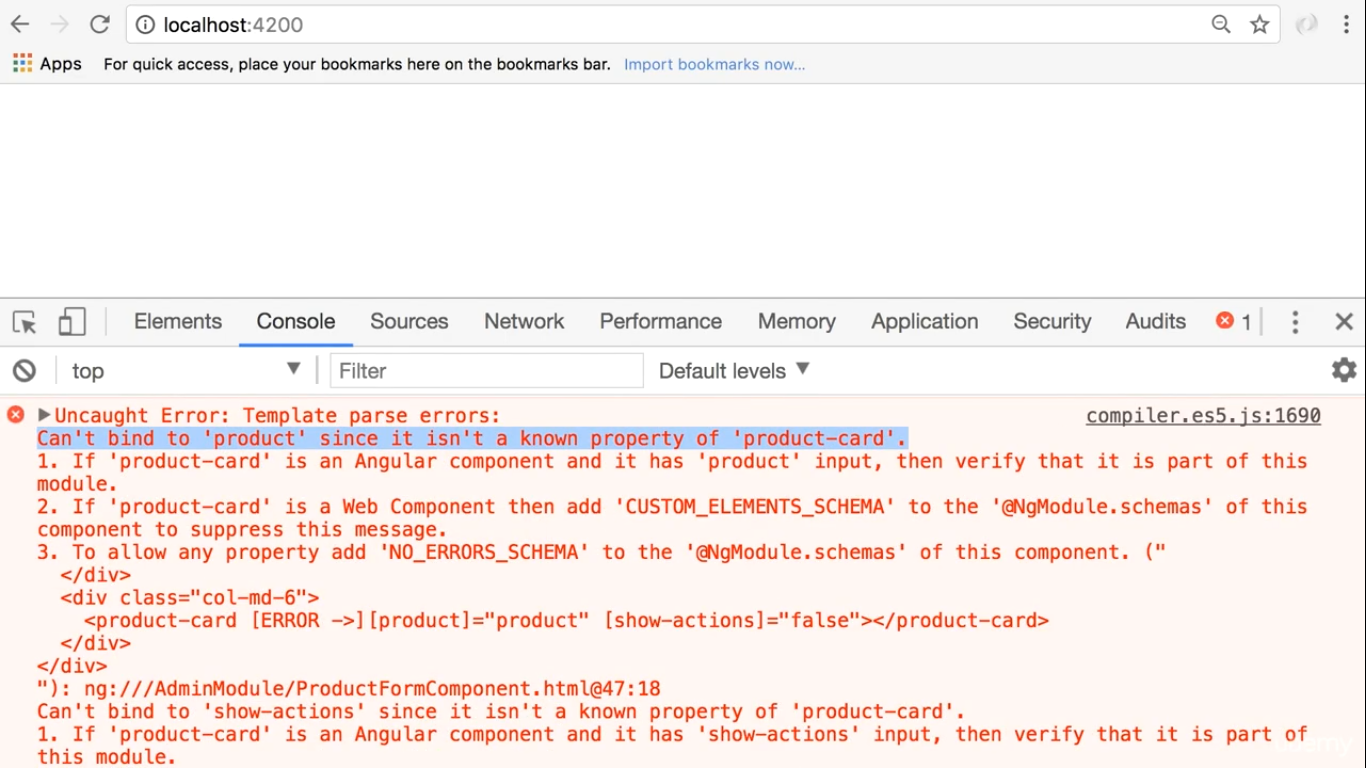 localhost:4200
Apps For quick access, place your bookmarks here on the bookmarks bar. Import bookmarks now...
Elements Console Sources Network Performance Memory Application Security Audits 1
top Filter Default levels
Uncaught Error: Template parse errors: compiler.es5.js:1690
Can't bind to 'product' since it isn't a known property of 'product-card'.
1. If 'product-card' is an Angular component and it has 'product' input, then verify that it is part of this
module.
2. If 'product-card' is a Web Component then add 'CUSTOM_ELEMENTS_SCHEMA' to the '@NgModule.schemas' of this
component to suppress this message.
3. To allow any property add 'NO_ERRORS_SCHEMA' to the '@NgModule.schemas' of this component. ("
</div>
<div class="col-md-6">
<product-card [ERROR ->][product]="product" [show-actions]="false"></product-card>
</div>
</div>
"): ng:///AdminModule/ProductFormComponent.html@47:18
Can't bind to 'show-actions' since it isn't a known property of 'product-card'.
1. If 'product-card' is an Angular component and it has 'show-actions' input, then verify that it is part of
this module.
udemy